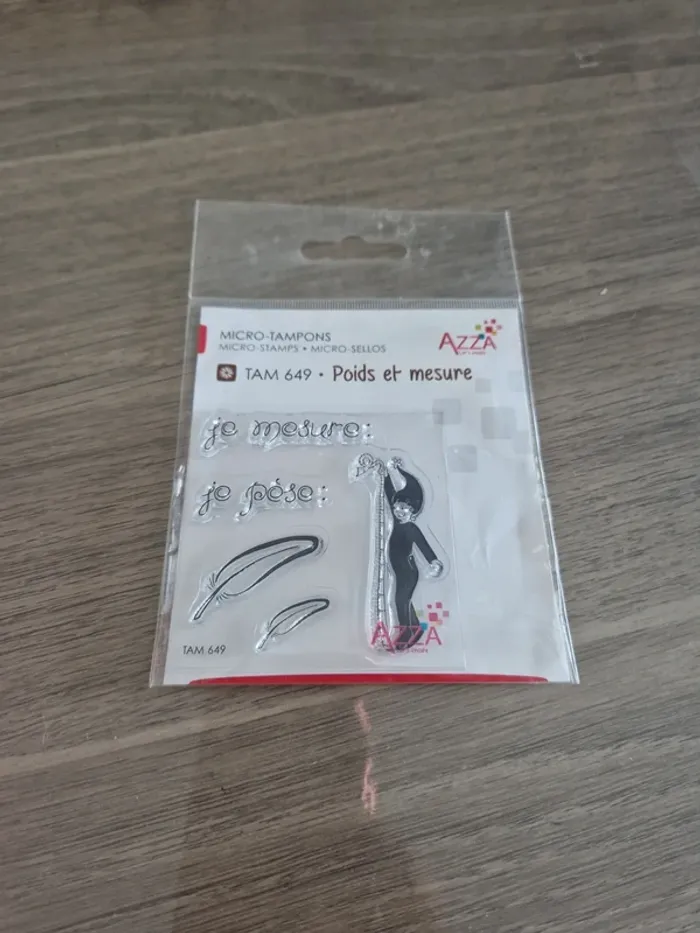 MICRO-TAMPONS
MICRO-STAMPS • MICRO-SELLOS
AZZA
TAM 649 • Poids et mesure
je mesure :
je pèse :
AZZA
TAM 649